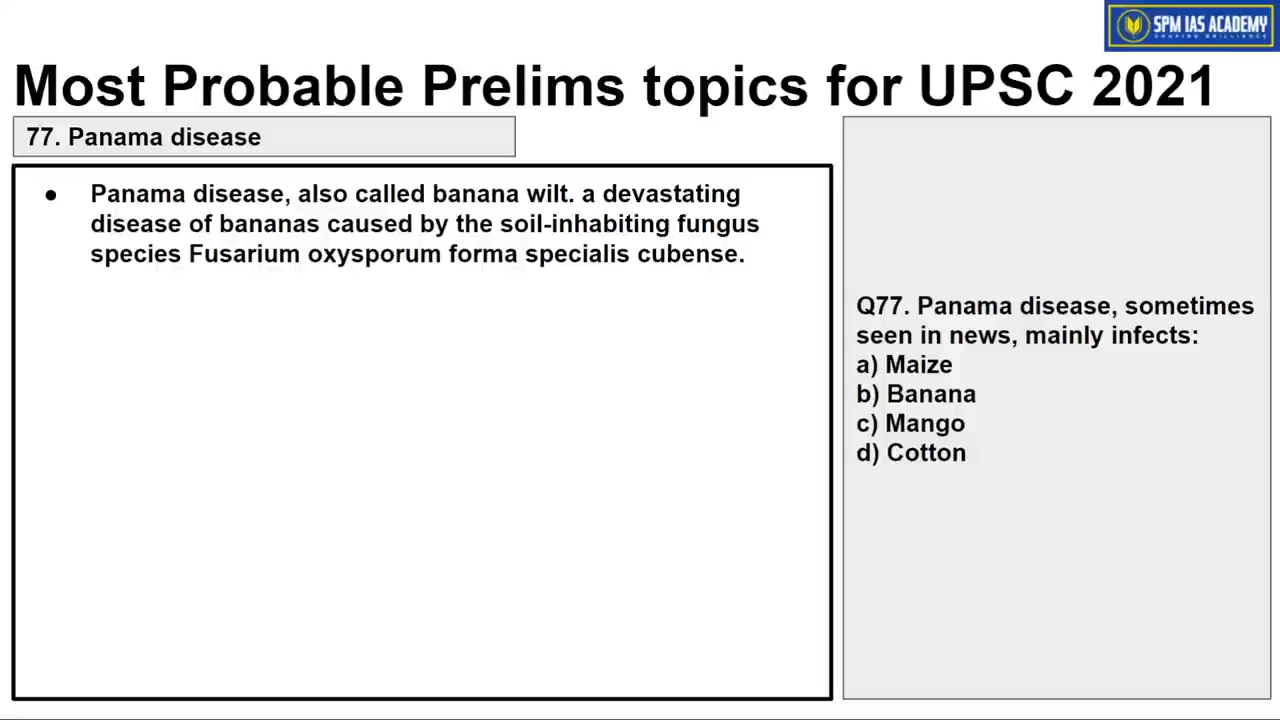 SPM IAS ACADEMY
SHAPING BRILLIANCE
Most Probable Prelims topics for UPSC 2021
77. Panama disease
● Panama disease, also called banana wilt. a devastating
disease of bananas caused by the soil-inhabiting fungus
species Fusarium oxysporum forma specialis cubense.
Q77. Panama disease, sometimes
seen in news, mainly infects:
a) Maize
b) Banana
c) Mango
d) Cotton